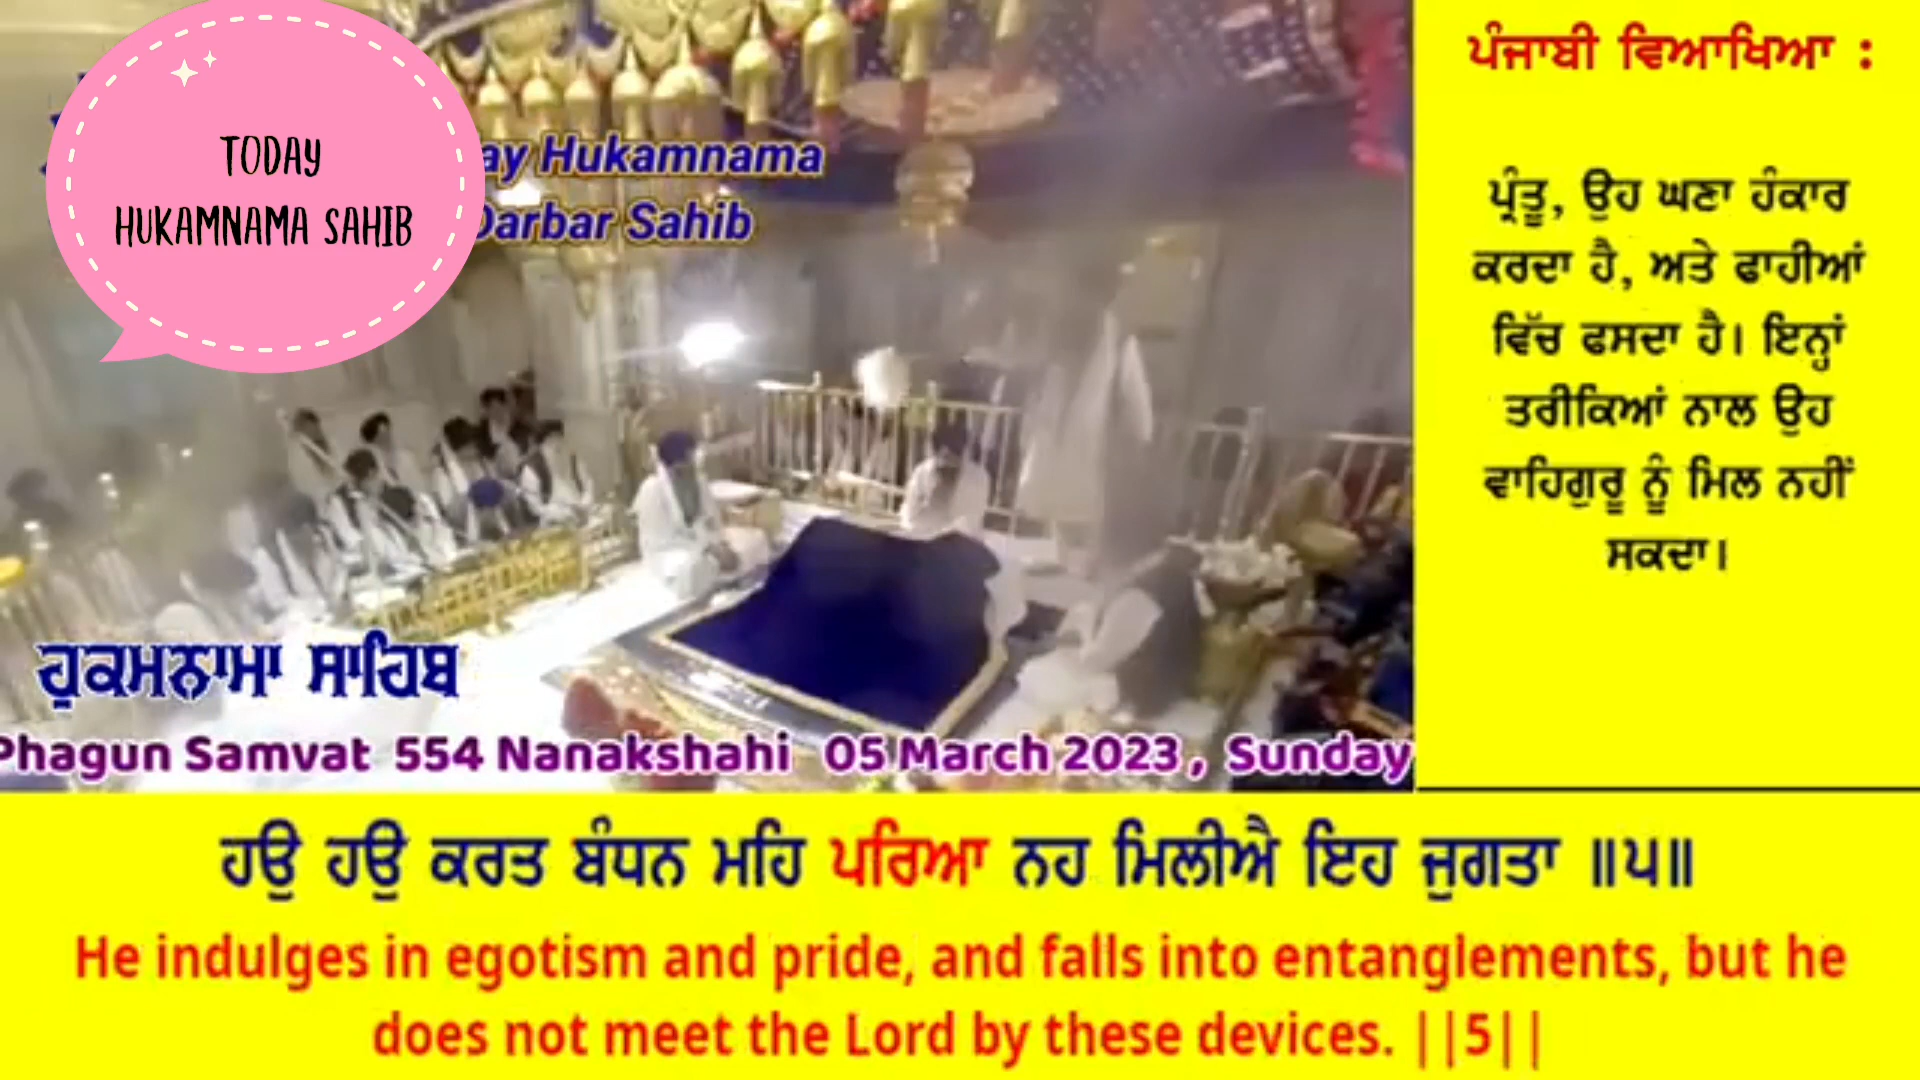 TODAY
HUKAMNAMA SAHIB
ay Hukamnama
Darbar Sahib
ਹੁਕਮਨਾਮਾ ਸਾਹਿਬ
Phagun Samvat 554 Nanakshahi 05 March 2023, Sunday
ਪੰਜਾਬੀ ਵਿਆਖਿਆ :
ਪ੍ਰੰਤੂ, ਉਹ ਘਣਾ ਹੰਕਾਰ
ਕਰਦਾ ਹੈ, ਅਤੇ ਫਾਹੀਆਂ
ਵਿੱਚ ਫਸਦਾ ਹੈ। ਇਨ੍ਹਾਂ
ਤਰੀਕਿਆਂ ਨਾਲ ਉਹ
ਵਾਹਿਗੁਰੂ ਨੂੰ ਮਿਲ ਨਹੀਂ
ਸਕਦਾ।
ਹਉ ਹਉ ਕਰਤ ਬੰਧਨ ਮਹਿ ਪਰਿਆ ਨਹ ਮਿਲੀਐ ਇਹ ਜੁਗਤਾ ॥੫॥
He indulges in egotism and pride, and falls into entanglements, but he
does not meet the Lord by these devices. ||5||